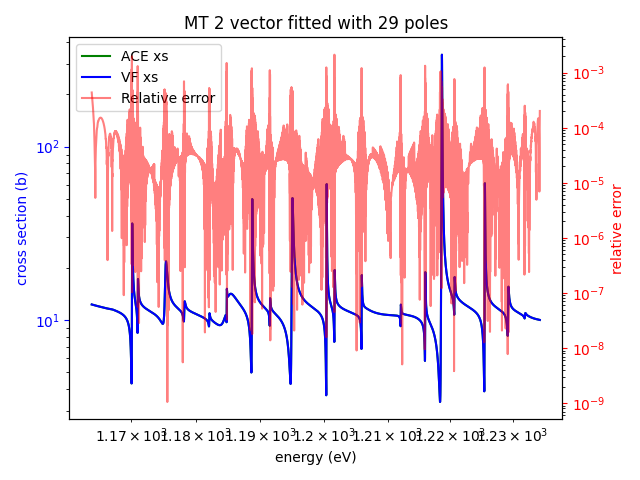 MT 2 vector fitted with 29 poles
ACE xs
VF xs
Relative error
cross section (b)
10²
10¹
relative error
10⁻³
10⁻⁴
10⁻⁵
10⁻⁶
10⁻⁷
10⁻⁸
10⁻⁹
1.17×10³ 1.18×10³ 1.19×10³ 1.2×10³ 1.21×10³ 1.22×10³ 1.23×10³
energy (eV)